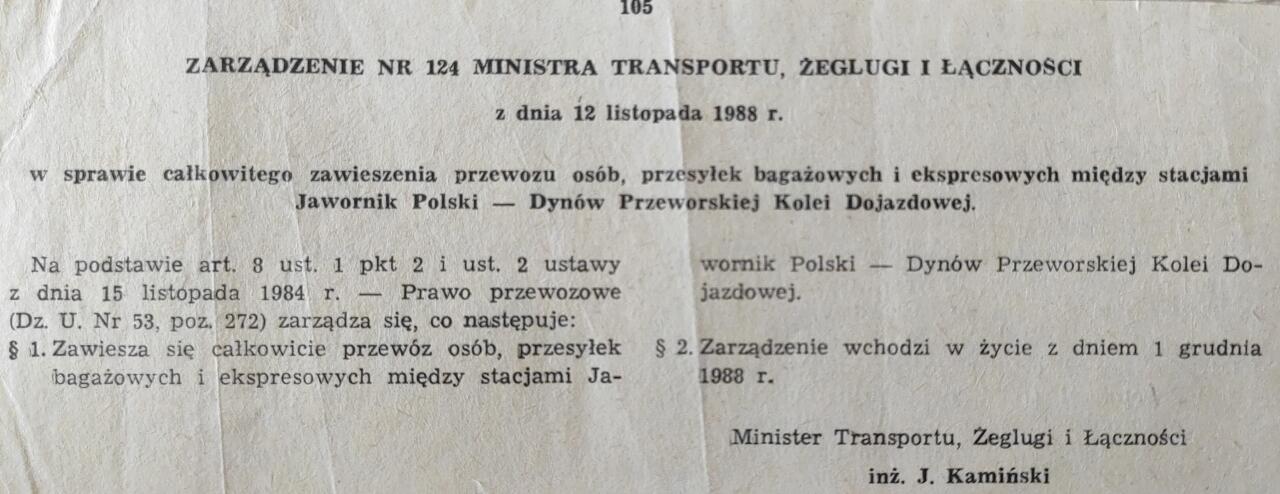 105
ZARZĄDZENIE NR 124 MINISTRA TRANSPORTU, ŻEGLUGI I ŁĄCZNOŚCI
z dnia 12 listopada 1988 r.
w sprawie całkowitego zawieszenia przewozu osób, przesyłek bagażowych i ekspresowych między stacjami
Jawornik Polski — Dynów Przeworskiej Kolei Dojazdowej.
Na podstawie art. 8 ust. 1 pkt 2 i ust. 2 ustawy
z dnia 15 listopada 1984 r. — Prawo przewozowe
(Dz. U. Nr 53, poz. 272) zarządza się, co następuje:
§ 1. Zawiesza się całkowicie przewóz osób, przesyłek
bagażowych i ekspresowych między stacjami Ja-
wornik Polski — Dynów Przeworskiej Kolei Do-
jazdowej.
§ 2. Zarządzenie wchodzi w życie z dniem 1 grudnia
1988 r.
Minister Transportu, Żeglugi i Łączności
inż. J. Kamiński